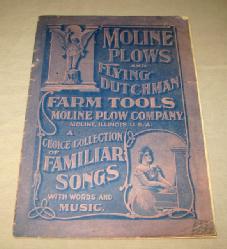 MOLINE
PLOWS
AND
FLYING
DUTCHMAN
FARM TOOLS
MOLINE PLOW COMPANY,
MOLINE, ILLINOIS, U.S.A.
A
CHOICE COLLECTION
OF FAMILIAR
SONGS
WITH WORDS AND
MUSIC.